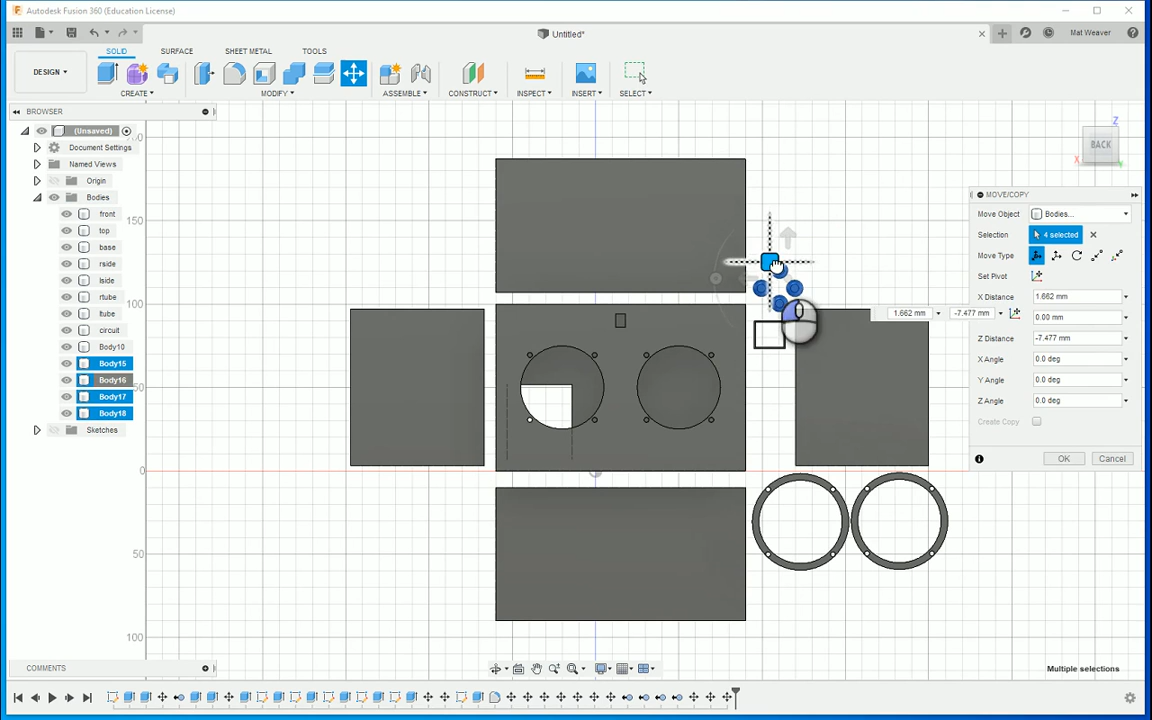 Autodesk Fusion 360 (Education License)
Untitled*
Mat Weaver
DESIGN
SOLID SURFACE SHEET METAL TOOLS
CREATE MODIFY ASSEMBLE CONSTRUCT INSPECT INSERT SELECT
BROWSER
(Unsaved)
Document Settings
Named Views
Origin
Bodies
front
top
base
rside
lside
rtube
ltube
circuit
Body10
Body15
Body16
Body17
Body18
Sketches
150
100
50
0
50
100
BACK
Z
X
Y
MOVE/COPY
Move Object Bodies...
Selection 4 selected
Move Type
Set Pivot
X Distance 1.662 mm
0.00 mm
Z Distance -7.477 mm
X Angle 0.0 deg
Y Angle 0.0 deg
Z Angle 0.0 deg
Create Copy
OK Cancel
1.662 mm -7.477 mm
COMMENTS
Multiple selections